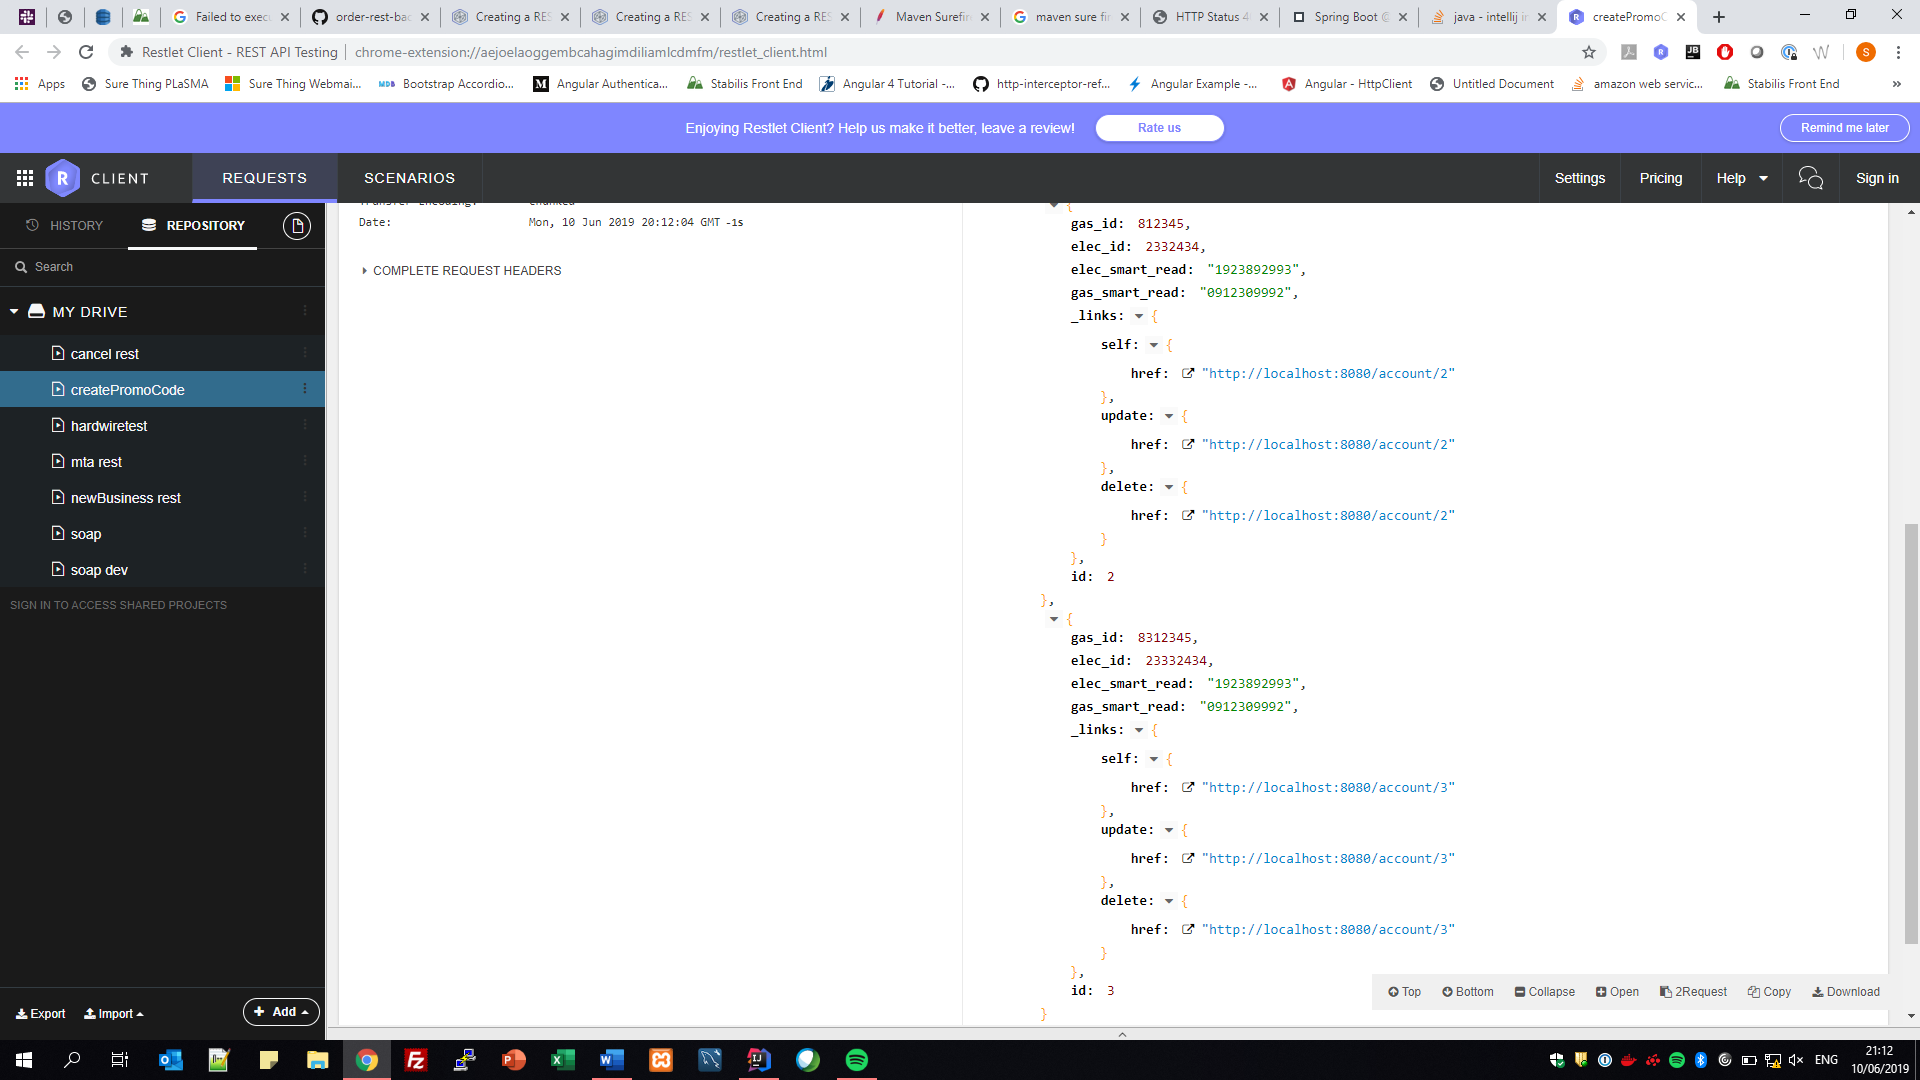 Failed to exec
order-rest-bac
Creating a RES
Creating a RES
Creating a RES
Maven Surefir
maven sure fir
HTTP Status 4
Spring Boot @
java - intellij in
createPromoC
Restlet Client - REST API Testing
chrome-extension://aejoelaoggembcahagimdiliamlcdmfm/restlet_client.html
Apps
Sure Thing PLaSMA
Sure Thing Webmai...
Bootstrap Accordio...
Angular Authentica...
Stabilis Front End
Angular 4 Tutorial -...
http-interceptor-ref...
Angular Example -...
Angular - HttpClient
Untitled Document
amazon web servic...
Stabilis Front End
Enjoying Restlet Client? Help us make it better, leave a review!
Rate us
Remind me later
CLIENT
REQUESTS
SCENARIOS
Settings
Pricing
Help
Sign in
HISTORY
REPOSITORY
Search
MY DRIVE
cancel rest
createPromoCode
hardwiretest
mta rest
newBusiness rest
soap
soap dev
SIGN IN TO ACCESS SHARED PROJECTS
Export
Import
Add
Date: Mon, 10 Jun 2019 20:12:04 GMT -1s
COMPLETE REQUEST HEADERS
{
gas_id: 812345,
elec_id: 2332434,
elec_smart_read: "1923892993",
gas_smart_read: "0912309992",
_links: {
self: {
href: "http://localhost:8080/account/2"
},
update: {
href: "http://localhost:8080/account/2"
},
delete: {
href: "http://localhost:8080/account/2"
}
},
id: 2
},
{
gas_id: 8312345,
elec_id: 23332434,
elec_smart_read: "1923892993",
gas_smart_read: "0912309992",
_links: {
self: {
href: "http://localhost:8080/account/3"
},
update: {
href: "http://localhost:8080/account/3"
},
delete: {
href: "http://localhost:8080/account/3"
}
},
id: 3
}
Top
Bottom
Collapse
Open
2Request
Copy
Download
ENG
21:12
10/06/2019